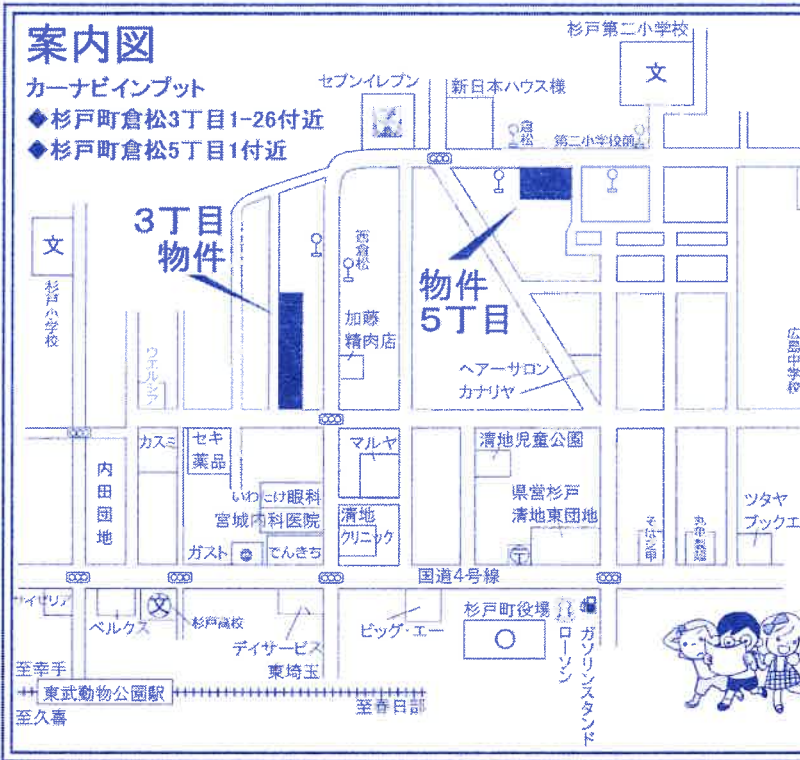 案内図
カーナビインプット
◆杉戸町倉松3丁目1-26付近
◆杉戸町倉松5丁目1付近
杉戸第二小学校
文
セブンイレブン
新日本ハウス様
倉松
第二小学校前
3丁目
物件
文
杉戸小学校
西倉松
物件
5丁目
加藤
精肉店
ウエルシア
ヘアーサロン
カナリヤ
広島中学校
カスミ
セキ
薬品
マルヤ
清地児童公園
内田団地
いわたけ眼科
宮城内科医院
清地
クリニック
県営杉戸
清地東団地
ツタヤ
ブックエ
ガスト
でんきち
〒
丸亀製麺
国道4号線
サイゼリア
ベルクス
文
杉戸高校
デイサービス
東埼玉
ビッグ・エー
杉戸町役場
ローソン
ガソリンスタンド
至幸手
東武動物公園駅
至久喜
至春日部